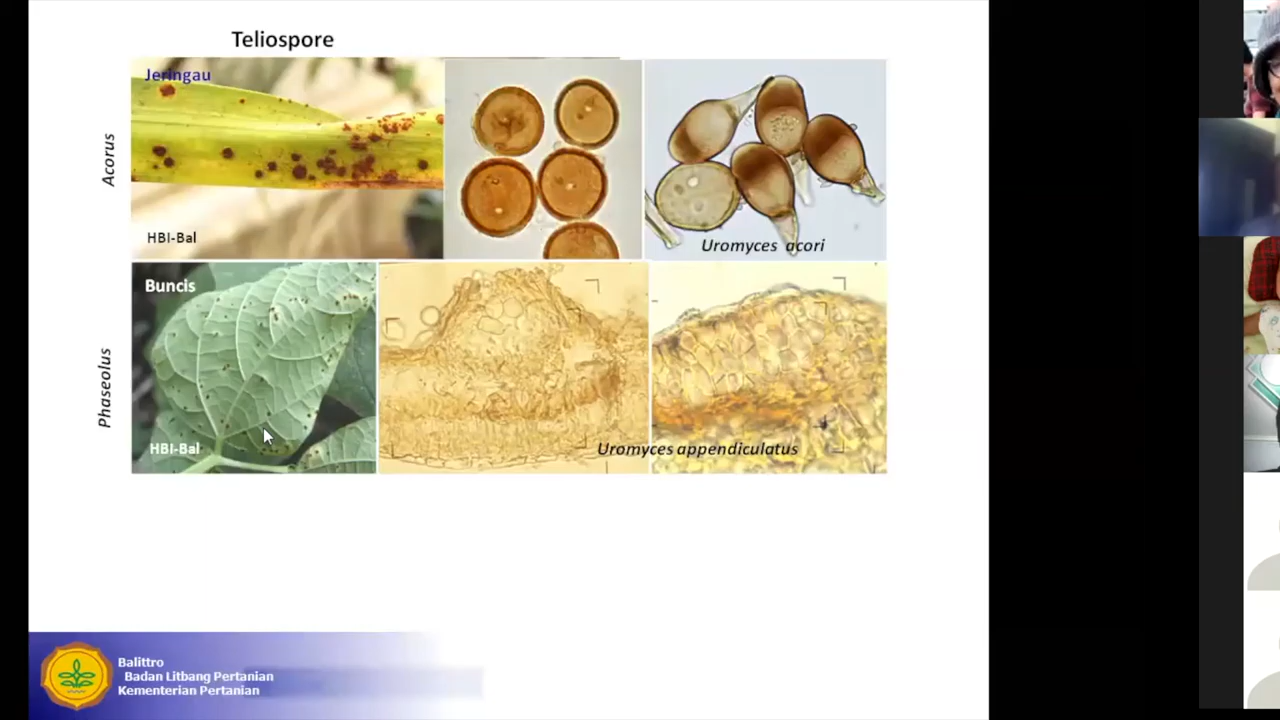 Teliospore
Jeringau
Acorus
HBI-Bal
Uromyces acori
Buncis
Phaseolus
HBI-Bal
Uromyces appendiculatus
Balittro
Badan Litbang Pertanian
Kementerian Pertanian